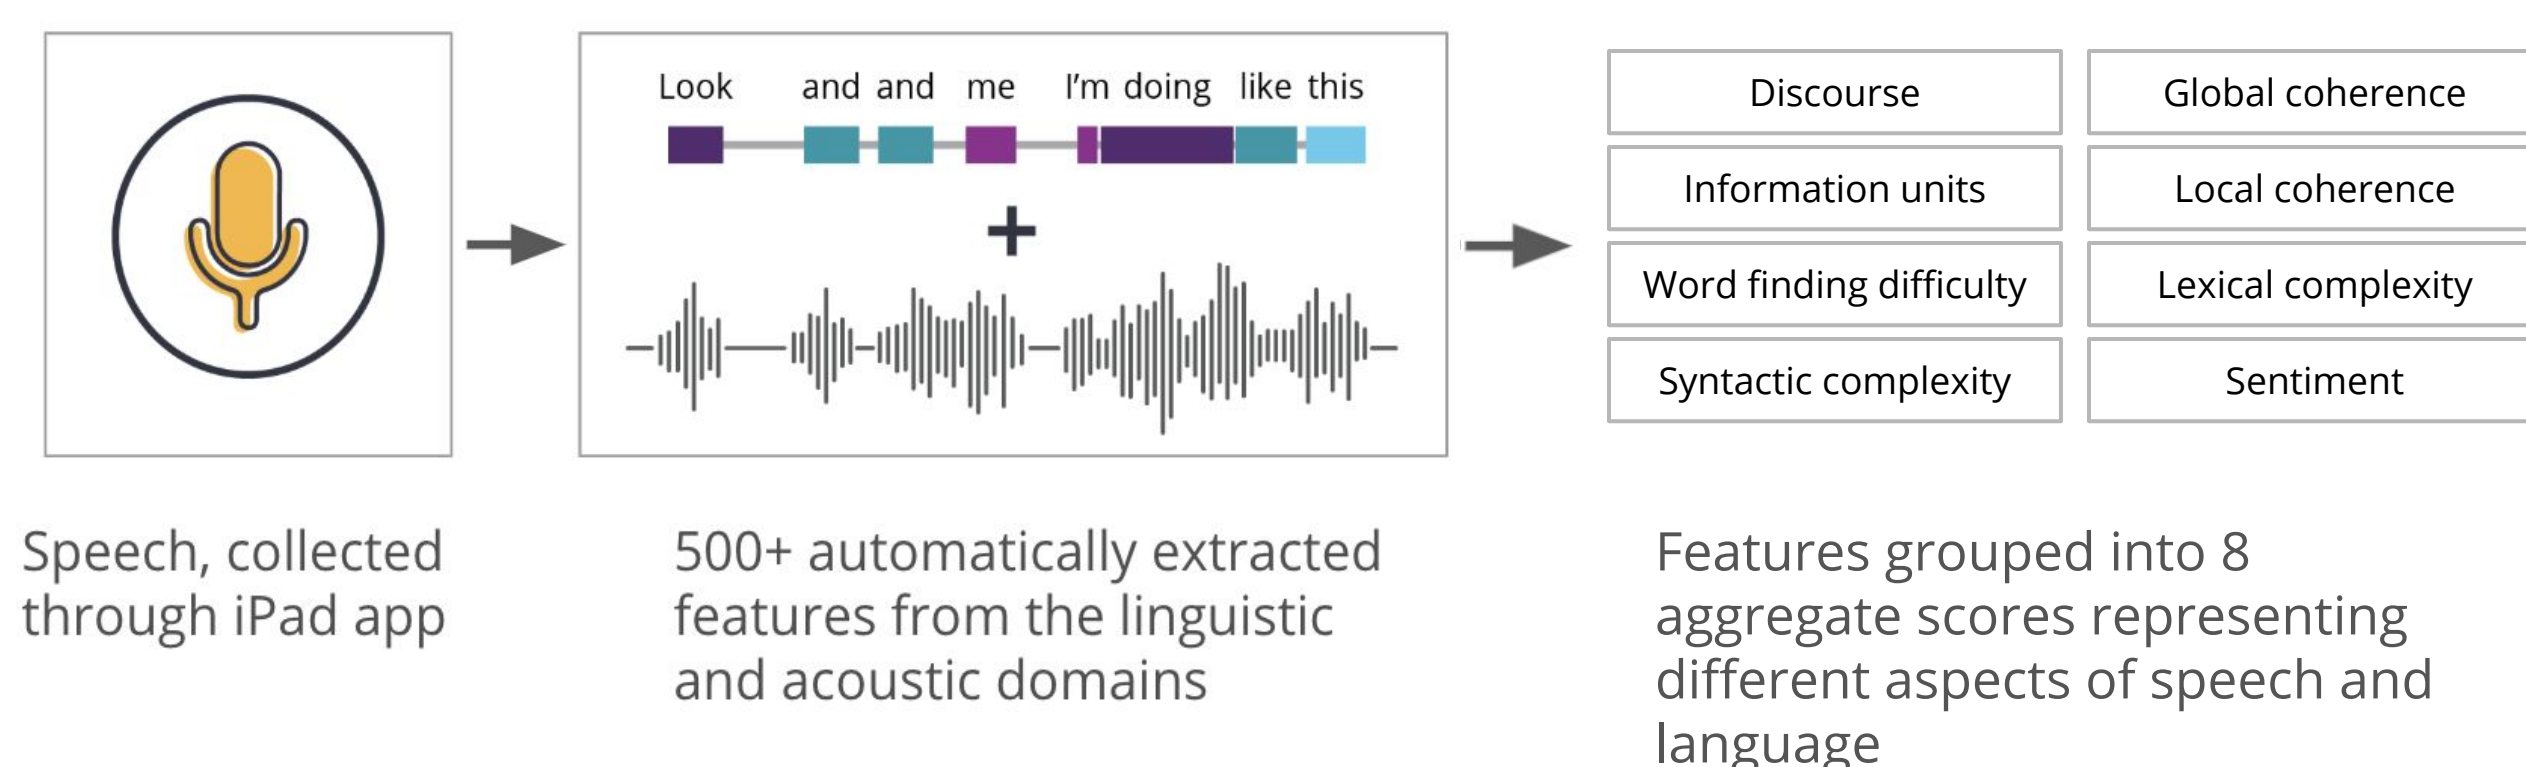 Look and and me I'm doing like this
+
Discourse
Global coherence
Information units
Local coherence
Word finding difficulty
Lexical complexity
Syntactic complexity
Sentiment
Speech, collected
through iPad app
500+ automatically extracted
features from the linguistic
and acoustic domains
Features grouped into 8
aggregate scores representing
different aspects of speech and
language